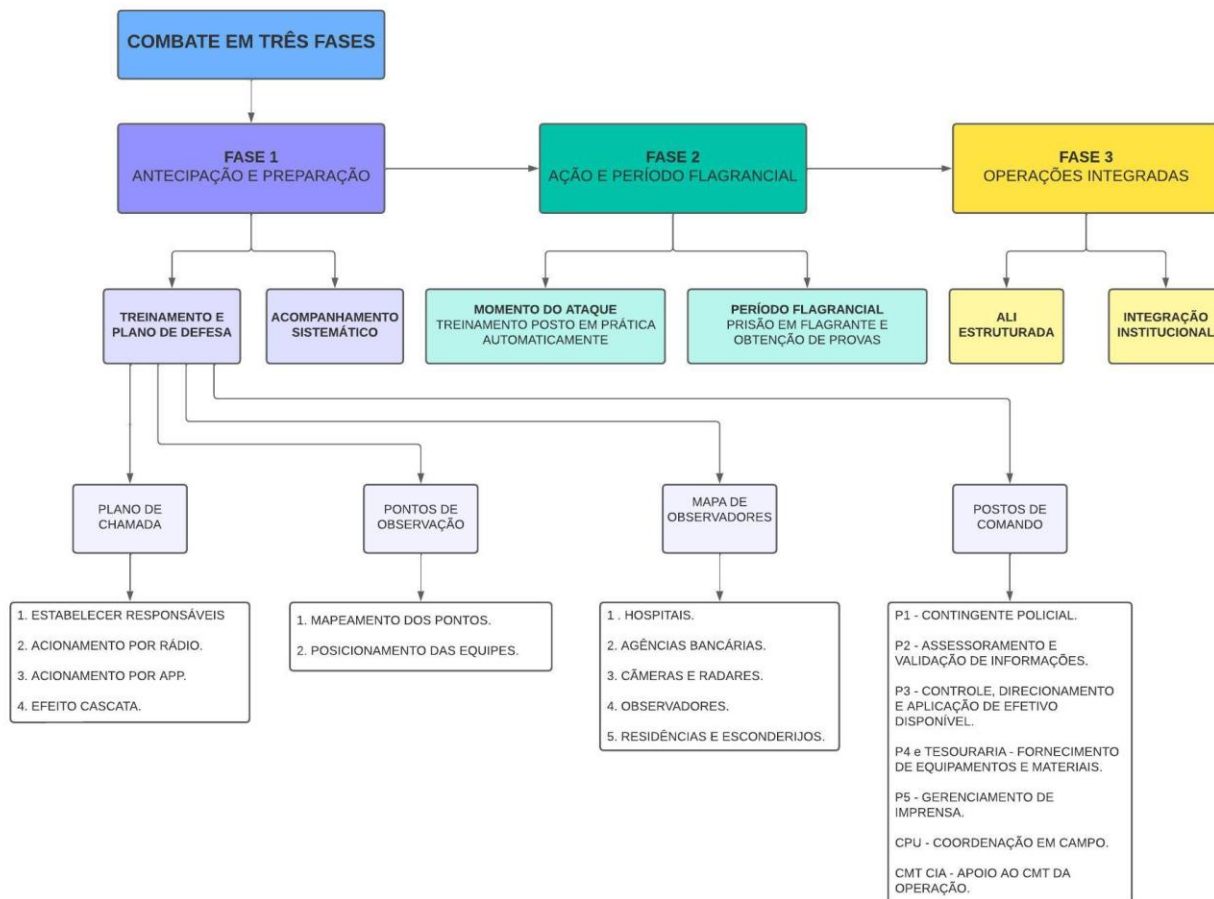 COMBATE EM TRÊS FASES
FASE 1
ANTECIPAÇÃO E PREPARAÇÃO
FASE 2
AÇÃO E PERÍODO FLAGRANCIAL
FASE 3
OPERAÇÕES INTEGRADAS
TREINAMENTO E
PLANO DE DEFESA
ACOMPANHAMENTO
SISTEMÁTICO
MOMENTO DO ATAQUE
TREINAMENTO POSTO EM PRÁTICA
AUTOMATICAMENTE
PERÍODO FLAGRANCIAL
PRISÃO EM FLAGRANTE E
OBTENÇÃO DE PROVAS
ALI
ESTRUTURADA
INTEGRAÇÃO
INSTITUCIONAL
PLANO DE
CHAMADA
PONTOS DE
OBSERVAÇÃO
MAPA DE
OBSERVADORES
POSTOS DE
COMANDO
1. ESTABELECER RESPONSÁVEIS
2. ACIONAMENTO POR RÁDIO.
3. ACIONAMENTO POR APP.
4. EFEITO CASCATA.
1. MAPEAMENTO DOS PONTOS.
2. POSICIONAMENTO DAS EQUIPES.
1 . HOSPITAIS.
2. AGÊNCIAS BANCÁRIAS.
3. CÃMERAS E RADARES.
4. OBSERVADORES.
5. RESIDÊNCIAS E ESCONDERIJOS.
P1 - CONTINGENTE POLICIAL.
P2 - ASSESSORAMENTO E
VALIDAÇÃO DE INFORMAÇÕES.
P3 - CONTROLE, DIRECIONAMENTO
E APLICAÇÃO DE EFETIVO
DISPONÍVEL.
P4 e TESOURARIA - FORNECIMENTO
DE EQUIPAMENTOS E MATERIAIS.
P5 - GERENCIAMENTO DE
IMPRENSA.
CPU - COORDENAÇÃO EM CAMPO.
CMT CIA - APOIO AO CMT DA
OPERAÇÃO.